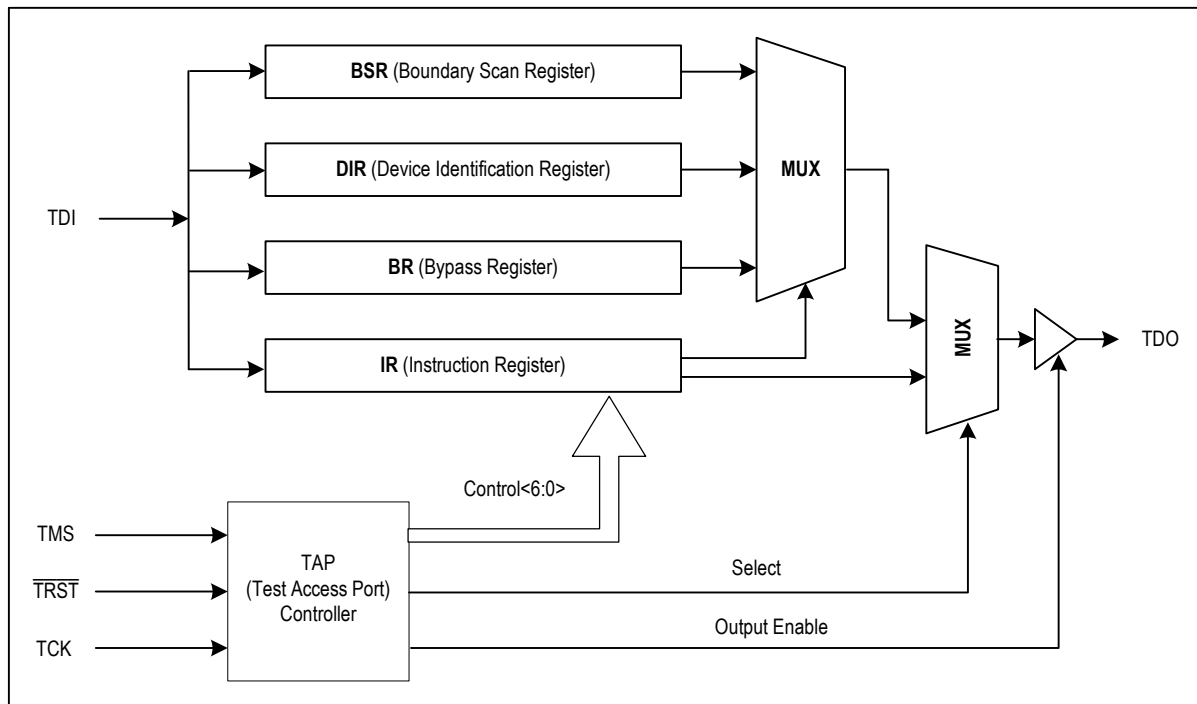 BSR (Boundary Scan Register)
DIR (Device Identification Register)
MUX
TDI
BR (Bypass Register)
MUX
TDO
IR (Instruction Register)
Control<6:0>
TMS
TAP
(Test Access Port)
Controller
Select
TRST
Output Enable
TCK